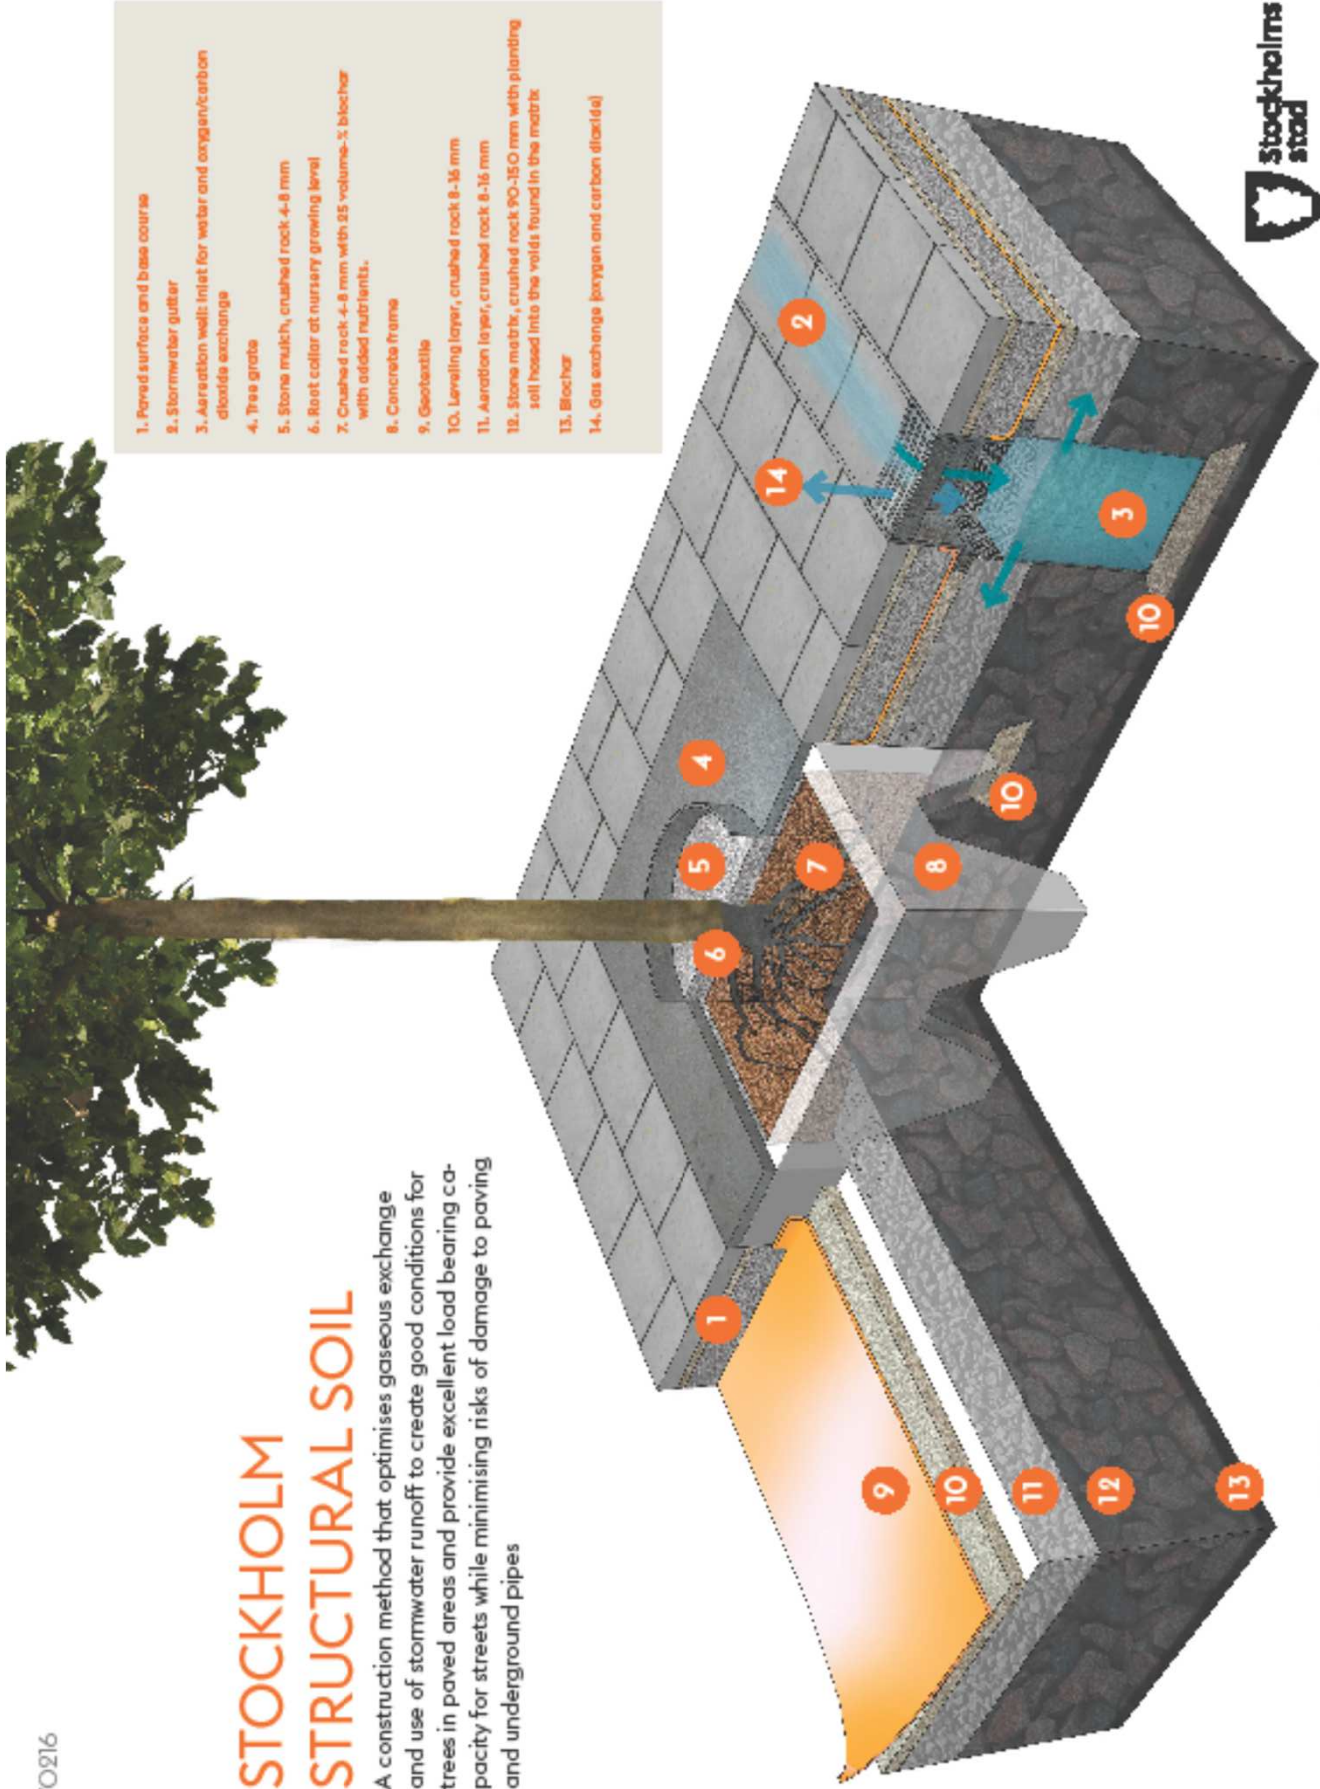 70216
STOCKHOLM
STRUCTURAL SOIL
A construction method that optimises gaseous exchange
and use of stormwater runoff to create good conditions for
trees in paved areas and provide excellent load bearing ca-
pacity for streets while minimising risks of damage to paving
and underground pipes
1. Paved surface and base course
2. Stormwater gutter
3. Aereation well: inlet for water and oxygen/carbon
dioxide exchange
4. Tree grate
5. Stone mulch, crushed rock 4-8 mm
6. Root collar at nursery growing level
7. Crushed rock 4-8 mm with 25 volume-% biochar
with added nutrients.
8. Concrete frame
9. Geotextile
10. Leveling layer, crushed rock 8-16 mm
11. Aeration layer, crushed rock 8-16 mm
12. Stone matrix, crushed rock 90-150 mm with planting
soil hosed into the voids found in the matrix
13. Biochar
14. Gas exchange (oxygen and carbon dioxide)
1
2
3
4
5
6
7
8
9
10
10
10
11
12
13
14
Stockholms
stad